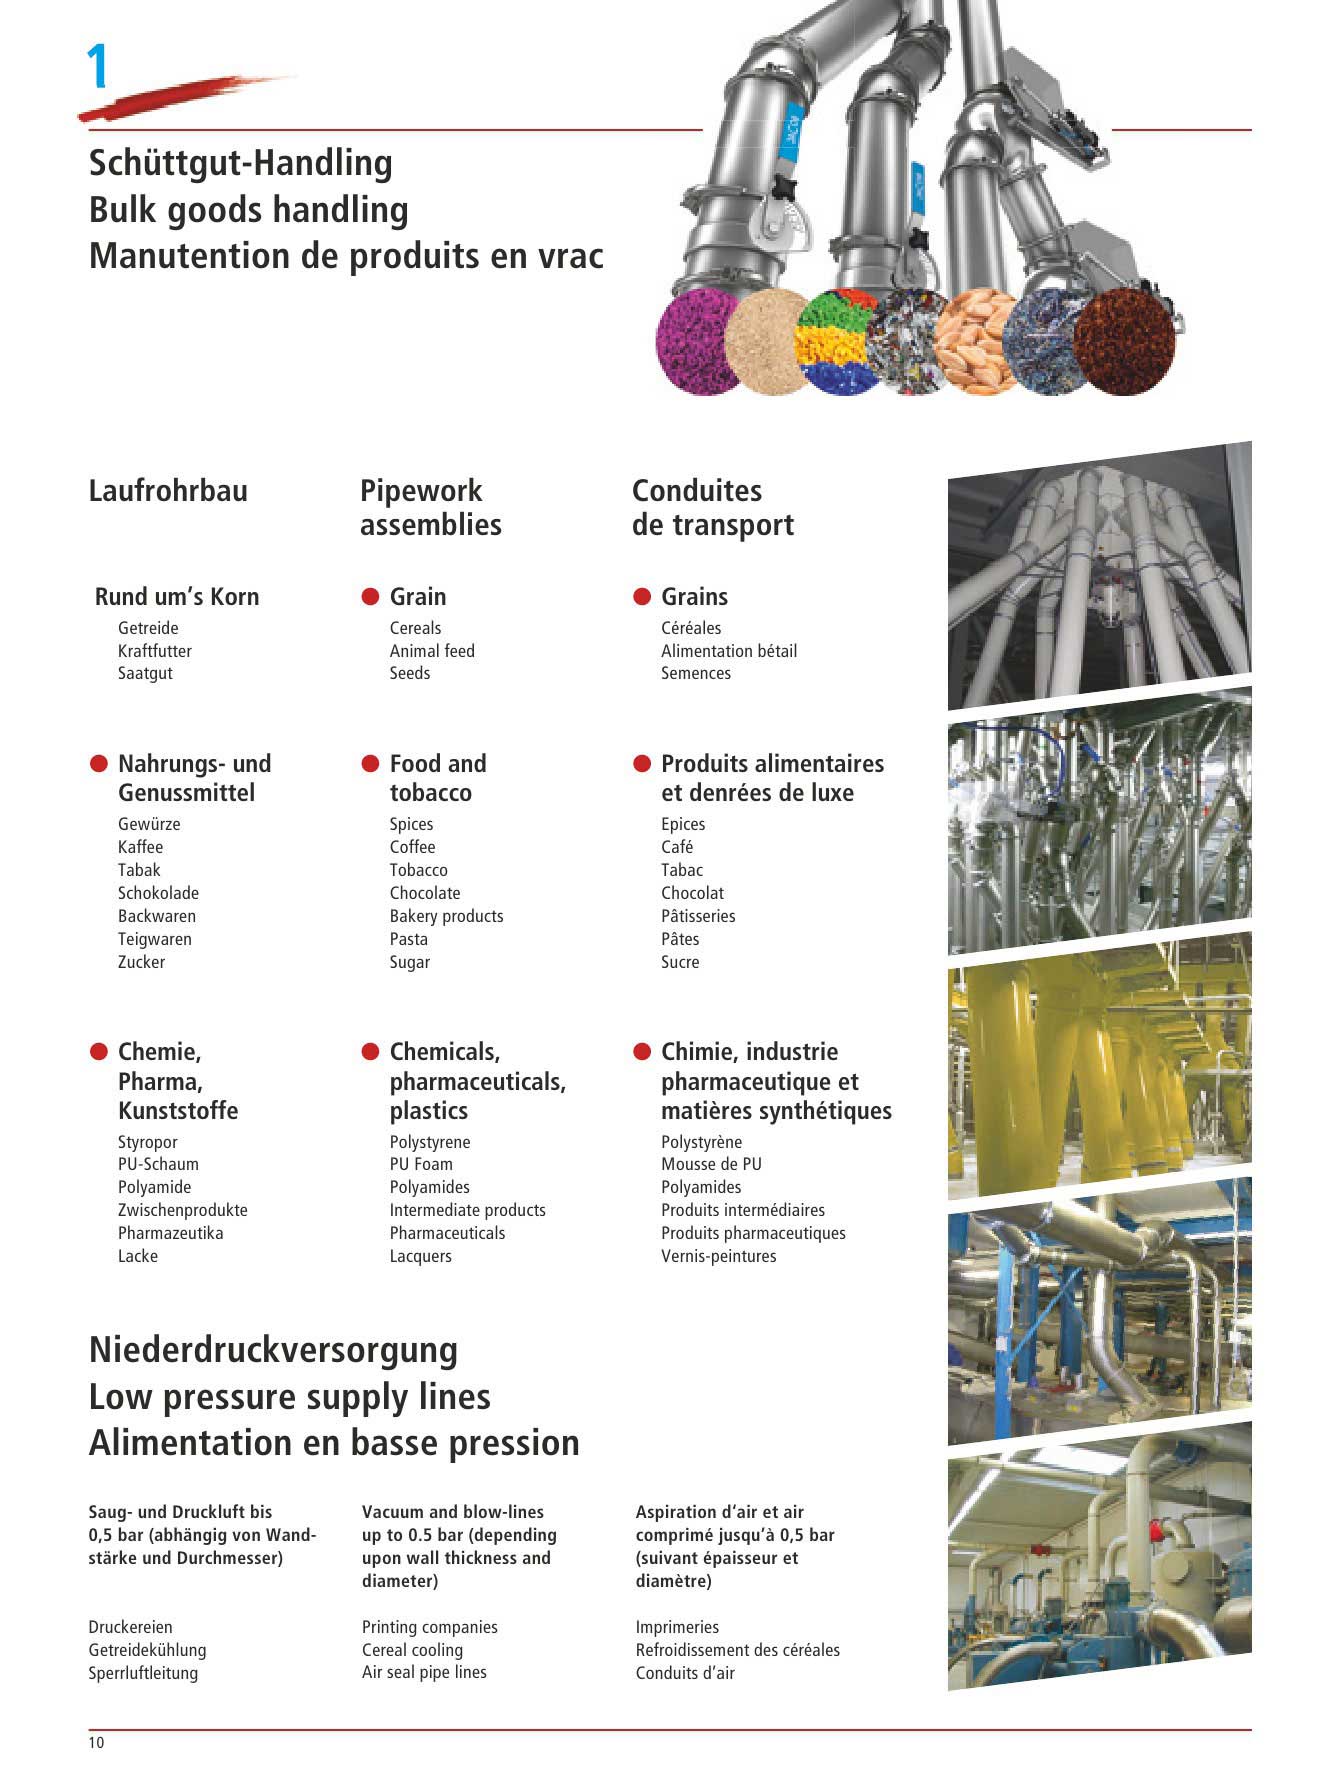 1
Schüttgut-Handling
Bulk goods handling
Manutention de produits en vrac
Laufrohrbau
Rund um’s Korn
Getreide
Kraftfutter
Saatgut
Nahrungs- und
Genussmittel
Gewürze
Kaffee
Tabak
Schokolade
Backwaren
Teigwaren
Zucker
Chemie,
Pharma,
Kunststoffe
Styropor
PU-Schaum
Polyamide
Zwischenprodukte
Pharmazeutika
Lacke
Pipework
assemblies
Grain
Cereals
Animal feed
Seeds
Food and
tobacco
Spices
Coffee
Tobacco
Chocolate
Bakery products
Pasta
Sugar
Chemicals,
pharmaceuticals,
plastics
Polystyrene
PU Foam
Polyamides
Intermediate products
Pharmaceuticals
Lacquers
Conduites
de transport
Grains
Céréales
Alimentation bétail
Semences
Produits alimentaires
et denrées de luxe
Epices
Café
Tabac
Chocolat
Pâtisseries
Pâtes
Sucre
Chimie, industrie
pharmaceutique et
matières synthétiques
Polystyrène
Mousse de PU
Polyamides
Produits intermédiaires
Produits pharmaceutiques
Vernis-peintures
Niederdruckversorgung
Low pressure supply lines
Alimentation en basse pression
Saug- und Druckluft bis
0,5 bar (abhängig von Wand-
stärke und Durchmesser)
Druckereien
Getreidekühlung
Sperrluftleitung
Vacuum and blow-lines
up to 0.5 bar (depending
upon wall thickness and
diameter)
Printing companies
Cereal cooling
Air seal pipe lines
Aspiration d‘air et air
comprimé jusqu’à 0,5 bar
(suivant épaisseur et
diamètre)
Imprimeries
Refroidissement des céréales
Conduits d’air
10